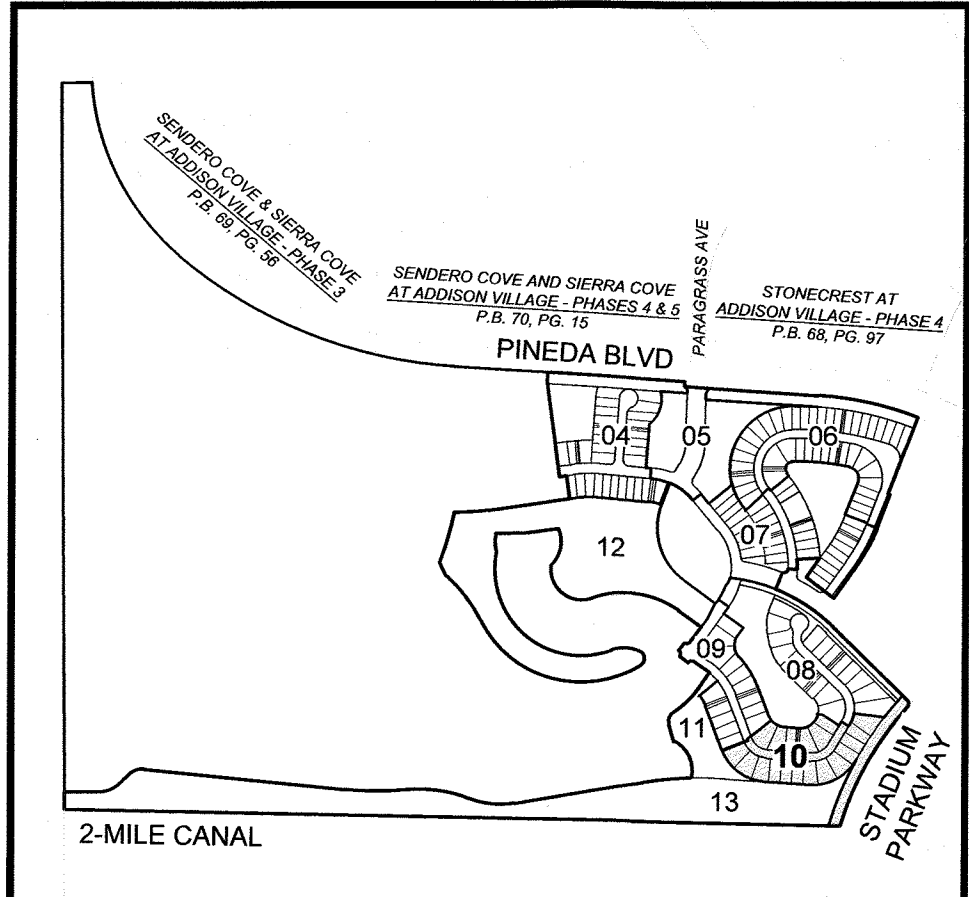 SENDERO COVE & SIERRA COVE
AT ADDISON VILLAGE - PHASE 3
P.B. 69, PG. 56
SENDERO COVE AND SIERRA COVE
AT ADDISON VILLAGE - PHASES 4 & 5
P.B. 70, PG. 15
PARAGRASS AVE
STONECREST AT
ADDISON VILLAGE - PHASE 4
P.B. 68, PG. 97
PINEDA BLVD
04
05
06
07
12
09
08
11
10
13
STADIUM
PARKWAY
2-MILE CANAL